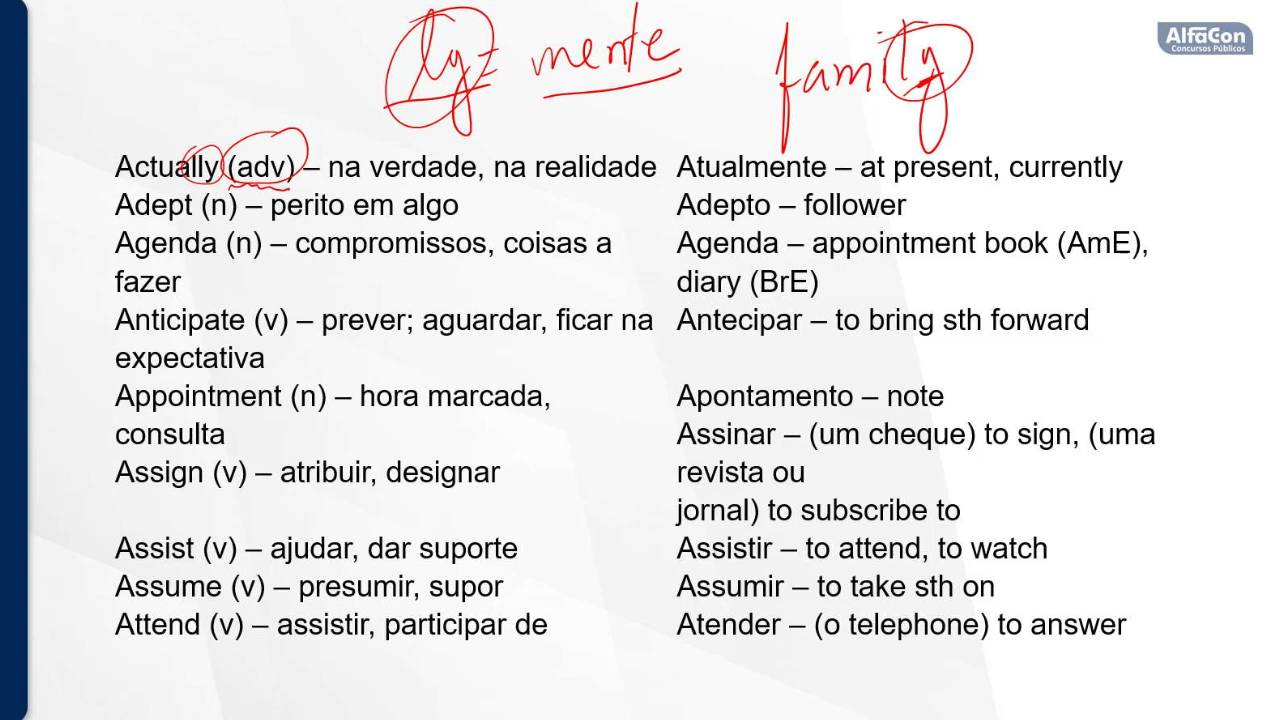 ly = mente family
AlfaCon
Concursos Públicos
Actually (adv) – na verdade, na realidade
Adept (n) – perito em algo
Agenda (n) – compromissos, coisas a
fazer
Anticipate (v) – prever; aguardar, ficar na
expectativa
Appointment (n) – hora marcada,
consulta
Assign (v) – atribuir, designar
Assist (v) – ajudar, dar suporte
Assume (v) – presumir, supor
Attend (v) – assistir, participar de
Atualmente – at present, currently
Adepto – follower
Agenda – appointment book (AmE),
diary (BrE)
Antecipar – to bring sth forward
Apontamento – note
Assinar – (um cheque) to sign, (uma
revista ou
jornal) to subscribe to
Assistir – to attend, to watch
Assumir – to take sth on
Atender – (o telephone) to answer